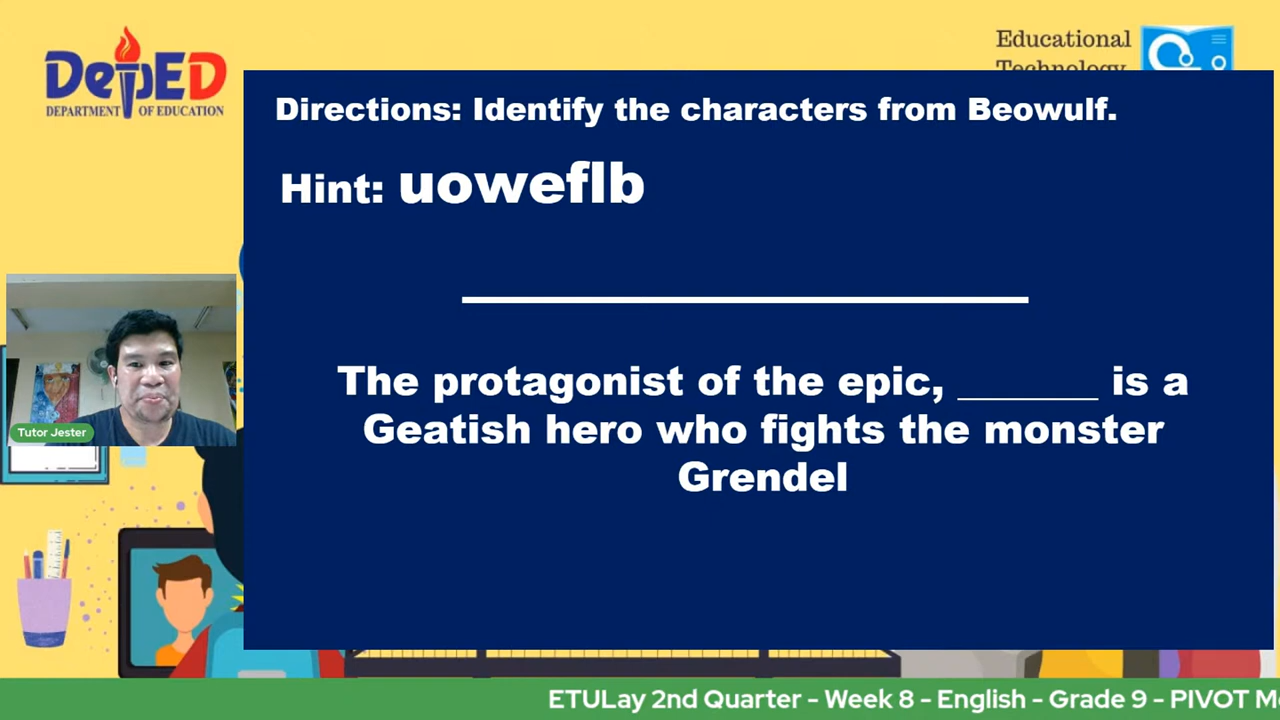 DepED
DEPARTMENT OF EDUCATION
Educational
Technology
Directions: Identify the characters from Beowulf.
Hint: uoweflb
The protagonist of the epic, _______ is a
Geatish hero who fights the monster
Grendel
Tutor Jester
ETULay 2nd Quarter - Week 8 - English - Grade 9 - PIVOT